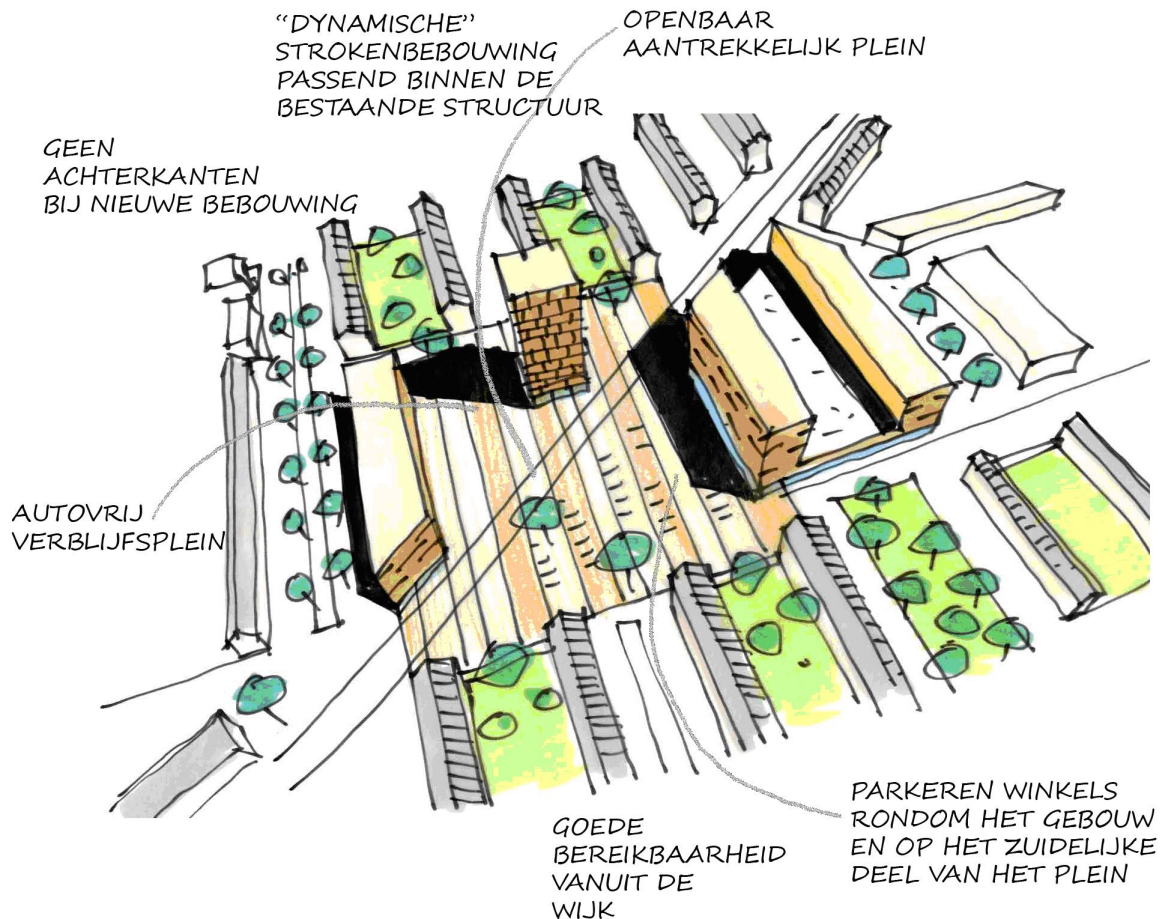 “DYNAMISCHE”
STROKENBEBOUWING
PASSEND BINNEN DE
BESTAANDE STRUCTUUR
OPENBAAR
AANTREKKELIJK PLEIN
GEEN
ACHTERKANTEN
BIJ NIEUWE BEBOUWING
AUTOVRIJ
VERBLIJFSPLEIN
GOEDE
BEREIKBAARHEID
VANUIT DE
WIJK
PARKEREN WINKELS
RONDOM HET GEBOUW
EN OP HET ZUIDELIJKE
DEEL VAN HET PLEIN